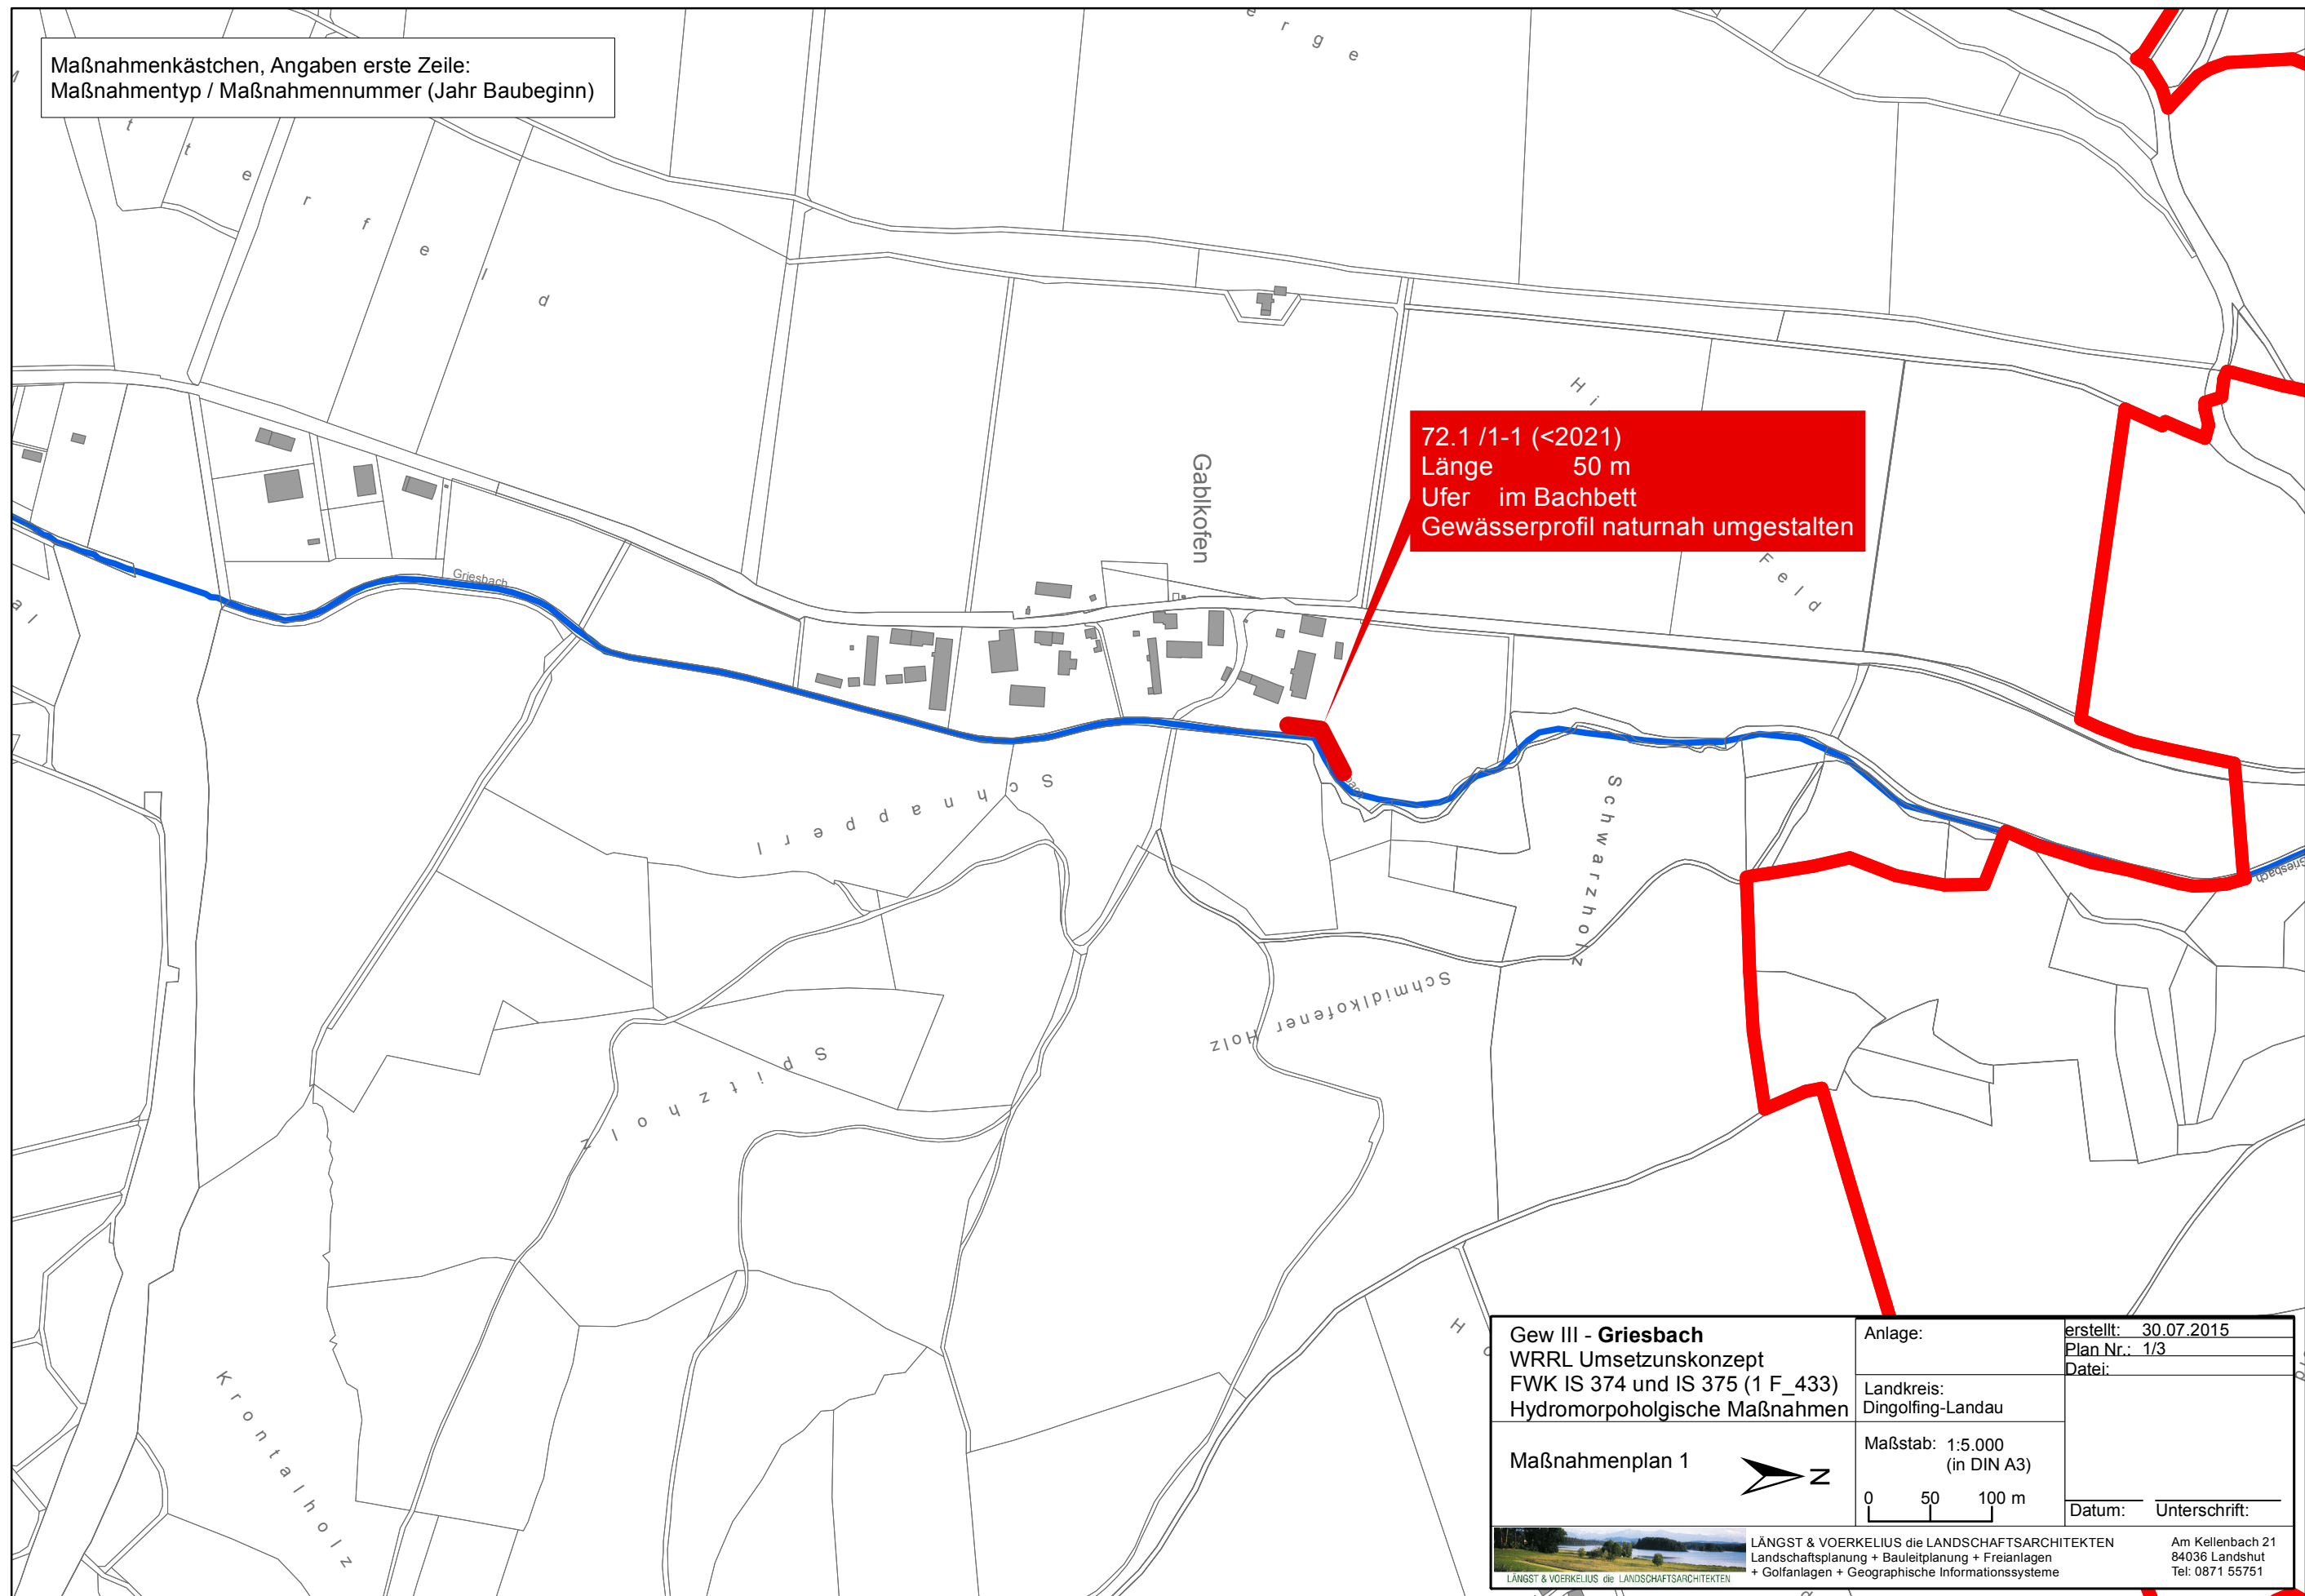 Maßnahmenkästchen, Angaben erste Zeile:
Maßnahmentyp / Maßnahmennummer (Jahr Baubeginn)
e r g e
t t e r f e l d
H i
F e l d
72.1 /1-1 (<2021)
Länge 50 m
Ufer im Bachbett
Gewässerprofil naturnah umgestalten
Gablkofen
Griesbach
a l
Schnapperl
Schwarzholz
Griesbach
Schmidlkofener Holz
Spitzholz
Krontalholz
H
Gew III - Griesbach
WRRL Umsetzunskonzept
FWK IS 374 und IS 375 (1 F_433)
Hydromorpoholgische Maßnahmen
Maßnahmenplan 1
N
Anlage:
Landkreis:
Dingolfing-Landau
Maßstab: 1:5.000
(in DIN A3)
0 50 100 m
erstellt: 30.07.2015
Plan Nr.: 1/3
Datei:
Datum: Unterschrift:
LÄNGST & VOERKELIUS die LANDSCHAFTSARCHITEKTEN
LÄNGST & VOERKELIUS die LANDSCHAFTSARCHITEKTEN
Landschaftsplanung + Bauleitplanung + Freianlagen
+ Golfanlagen + Geographische Informationssysteme
Am Kellenbach 21
84036 Landshut
Tel: 0871 55751